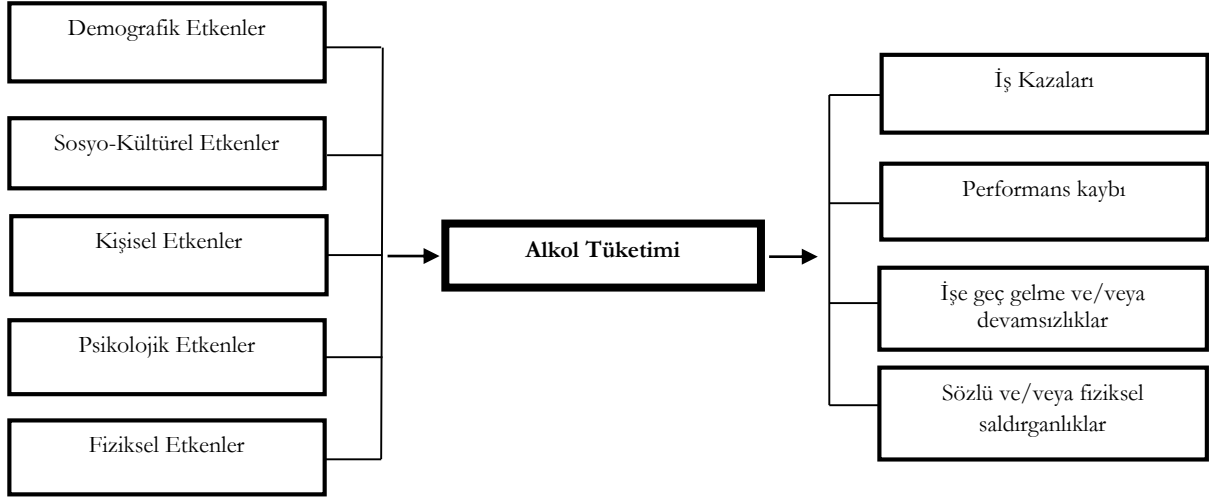 Demografik Etkenler
Sosyo-Kültürel Etkenler
Kişisel Etkenler
Psikolojik Etkenler
Fiziksel Etkenler
Alkol Tüketimi
İş Kazaları
Performans kaybı
İşe geç gelme ve/veya
devamsızlıklar
Sözlü ve/veya fiziksel
saldırganlıklar